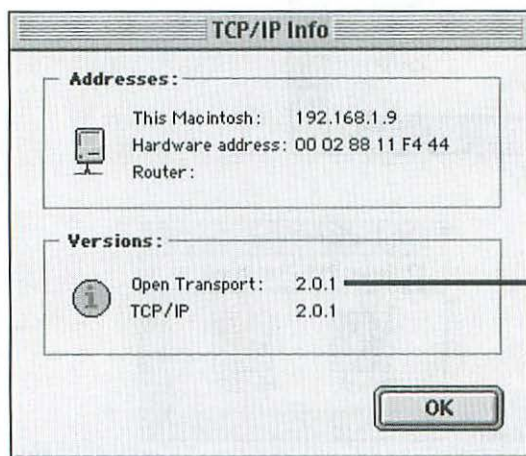 TCP/IP Info
Addresses:
This Macintosh: 192.168.1.9
Hardware address: 00 02 88 11 F4 44
Router:
Versions:
Open Transport: 2.0.1
TCP/IP 2.0.1
OK